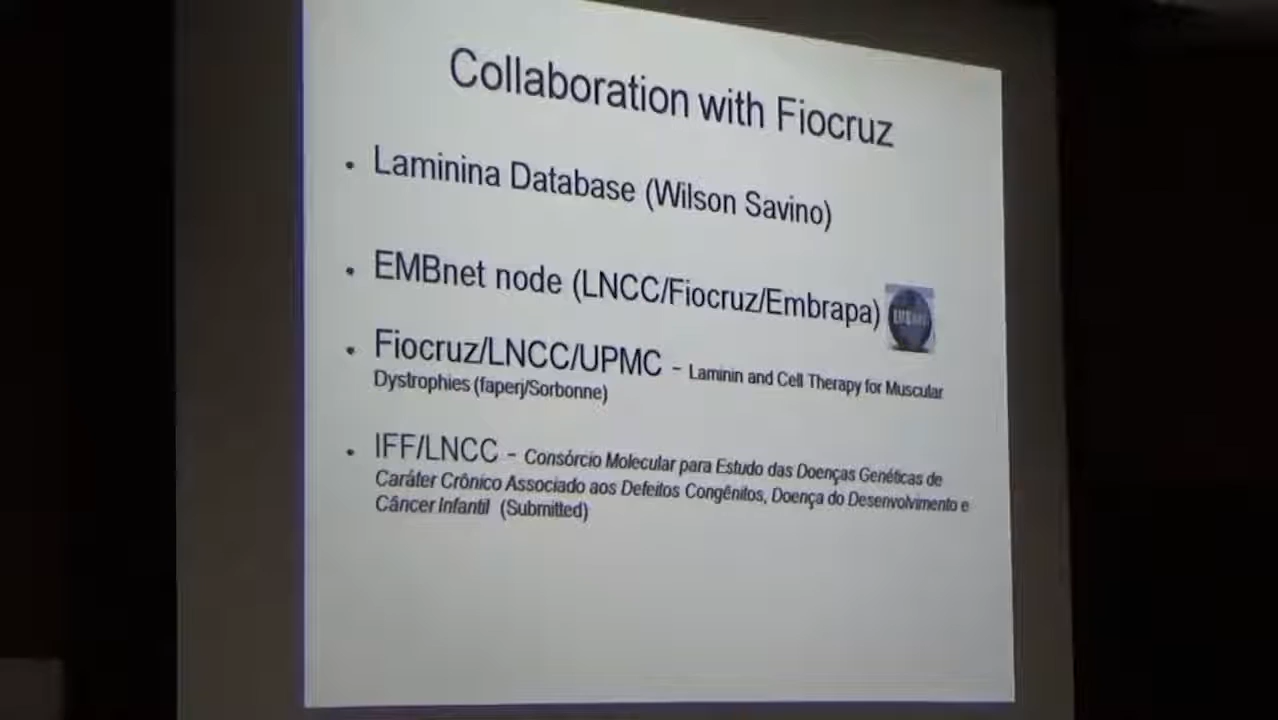 Collaboration with Fiocruz
• Laminina Database (Wilson Savino)
• EMBnet node (LNCC/Fiocruz/Embrapa)
• Fiocruz/LNCC/UPMC - Laminin and Cell Therapy for Muscular
Dystrophies (faperj/Sorbonne)
• IFF/LNCC - Consórcio Molecular para Estudo das Doenças Genéticas de
Caráter Crônico Associado aos Defeitos Congênitos, Doença do Desenvolvimento e
Câncer Infantil (Submitted)